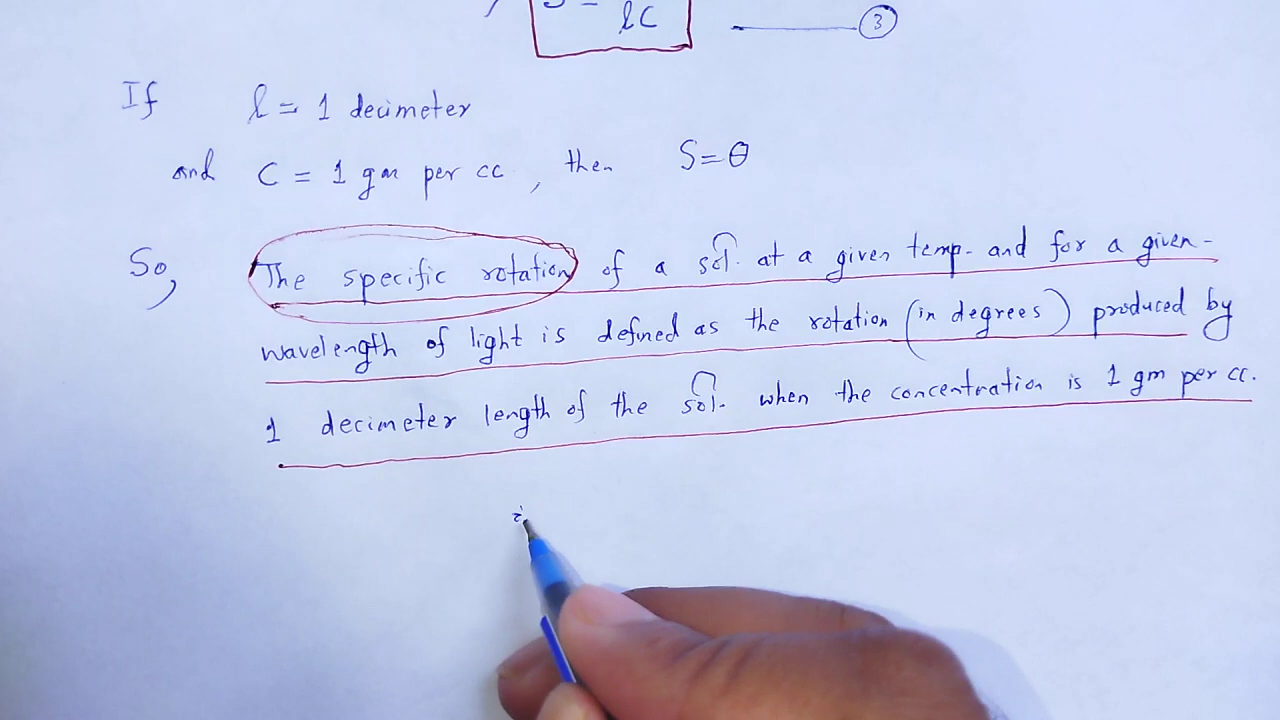 lC ③
If l = 1 decimeter
and C = 1 gm per cc, then S=θ
So, The specific rotation of a sol. at a given temp. and for a given-
wavelength of light is defined as the rotation (in degrees) produced by
1 decimeter length of the sol. when the concentration is 1 gm per cc.